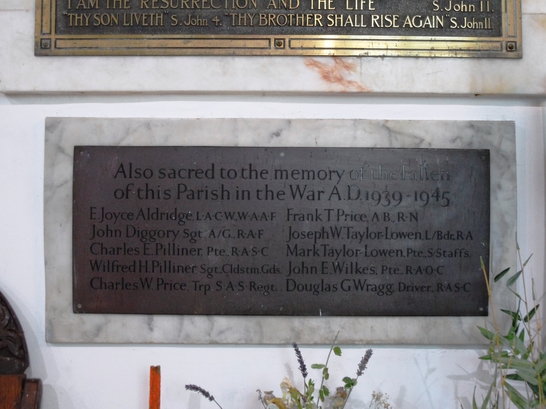 I AM THE RESURRECTION AND THE LIFE S. John 11.
"THY SON LIVETH" S. John 4. "THY BROTHER SHALL RISE AGAIN" S. John 11
Also sacred to the memory of the fallen
of this Parish in the War A.D. 1939-1945
E. Joyce Aldridge L.A.C.W, W.A.A.F Frank T. Price, A.B, R.N
John Diggory Sgt. A/G, R.A.F Joseph W. Taylor-Lowen, L/Bdr, R.A
Charles E. Pilliner Pte. R.A.S.C Mark Taylor-Lowen, Pte, S. Staffs.
Wilfred H. Pilliner Sgt. Cldstm. Gds. John E. Wilkes, Pte. R.A.O.C
Charles W. Price Trp S.A.S Regt. Douglas G. Wragg, Driver, R.A.S.C